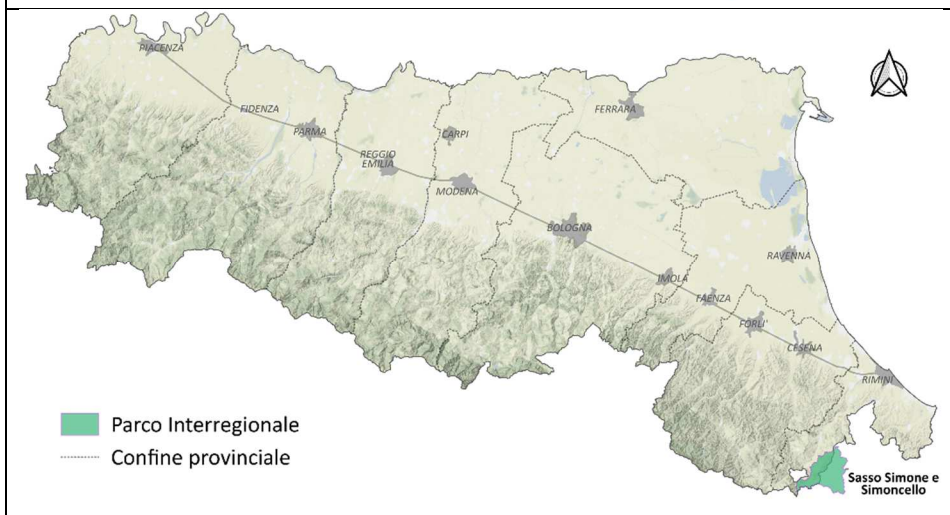 PIACENZA
FIDENZA
PARMA
REGGIO
EMILIA
CARPI
MODENA
FERRARA
BOLOGNA
IMOLA
FAENZA
RAVENNA
FORLI'
CESENA
RIMINI
Parco Interregionale
Confine provinciale
Sasso Simone e
Simoncello